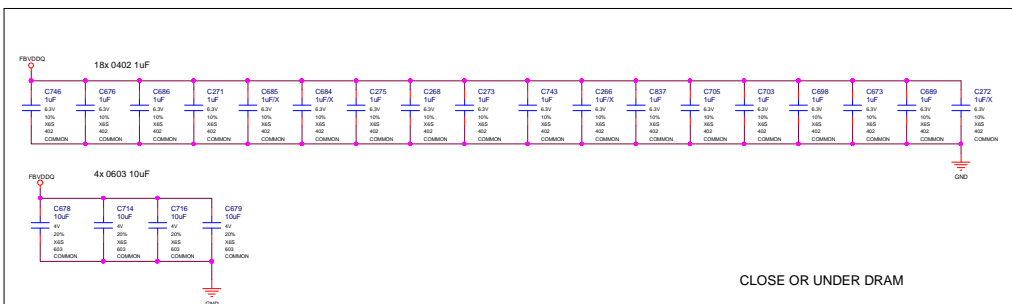 FBVDDQ
18x 0402 1uF
C746 C676 C686 C271 C685 C684 C275 C268 C273 C743 C266 C837 C705 C703 C698 C673 C689 C272
1uF 1uF 1uF 1uF 1uF/X 1uF/X 1uF 1uF 1uF 1uF 1uF/X 1uF 1uF 1uF 1uF 1uF 1uF 1uF/X
6.3V 6.3V 6.3V 6.3V 6.3V 6.3V 6.3V 6.3V 6.3V 6.3V 6.3V 6.3V 6.3V 6.3V 6.3V 6.3V 6.3V 6.3V
10% 10% 10% 10% 10% 10% 10% 10% 10% 10% 10% 10% 10% 10% 10% 10% 10% 10%
X6S X6S X6S X6S X6S X6S X6S X6S X6S X6S X6S X6S X6S X6S X6S X6S X6S X6S
402 402 402 402 402 402 402 402 402 402 402 402 402 402 402 402 402 402
COMMON COMMON COMMON COMMON COMMON COMMON COMMON COMMON COMMON COMMON COMMON COMMON COMMON COMMON COMMON COMMON COMMON COMMON
GND
FBVDDQ
4x 0603 10uF
C678 C714 C716 C679
10uF 10uF 10uF 10uF
4V 4V 4V 4V
20% 20% 20% 20%
X6S X6S X6S X6S
603 603 603 603
COMMON COMMON COMMON COMMON
GND
CLOSE OR UNDER DRAM